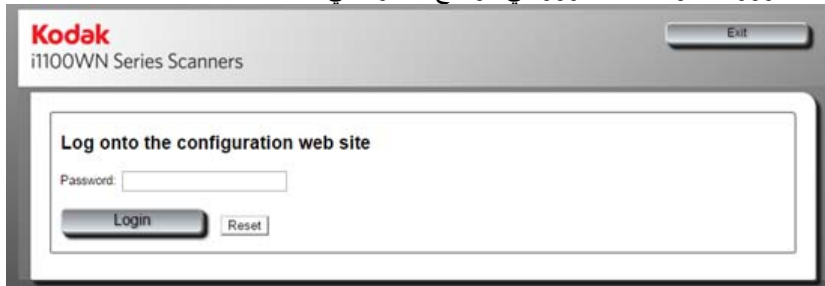 Kodak
i1100WN Series Scanners
Exit
Log onto the configuration web site
Password:
Login
Reset